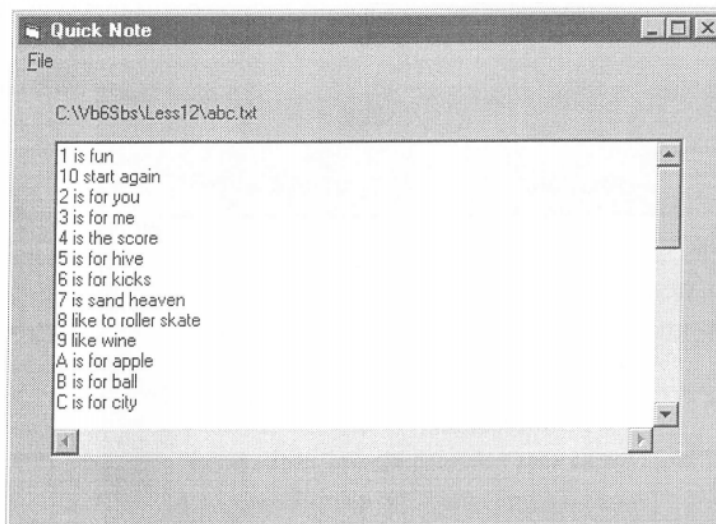 Quick Note
File
C:\Vb6Sbs\Less12\abc.txt
1 is fun
10 start again
2 is for you
3 is for me
4 is the score
5 is for hive
6 is for kicks
7 is sand heaven
8 like to roller skate
9 like wine
A is for apple
B is for ball
C is for city